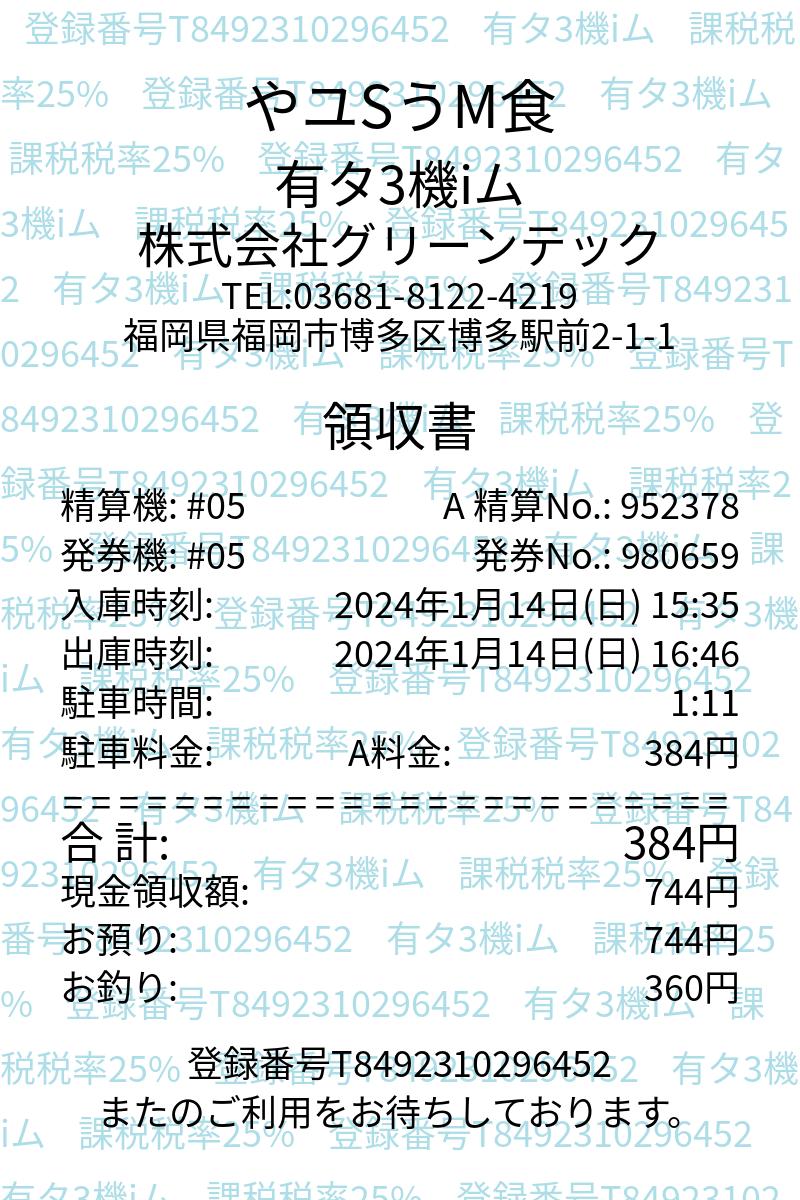 やユSうM食
有タ3機iム
株式会社グリーンテック
TEL:03681-8122-4219
福岡県福岡市博多区博多駅前2-1-1
領収書
精算機: #05 A 精算No.: 952378
発券機: #05 発券No.: 980659
入庫時刻: 2024年1月14日(日) 15:35
出庫時刻: 2024年1月14日(日) 16:46
駐車時間: 1:11
駐車料金: A料金: 384円
========================
合 計: 384円
現金領収額: 744円
お預り: 744円
お釣り: 360円
登録番号T8492310296452
またのご利用をお待ちしております。